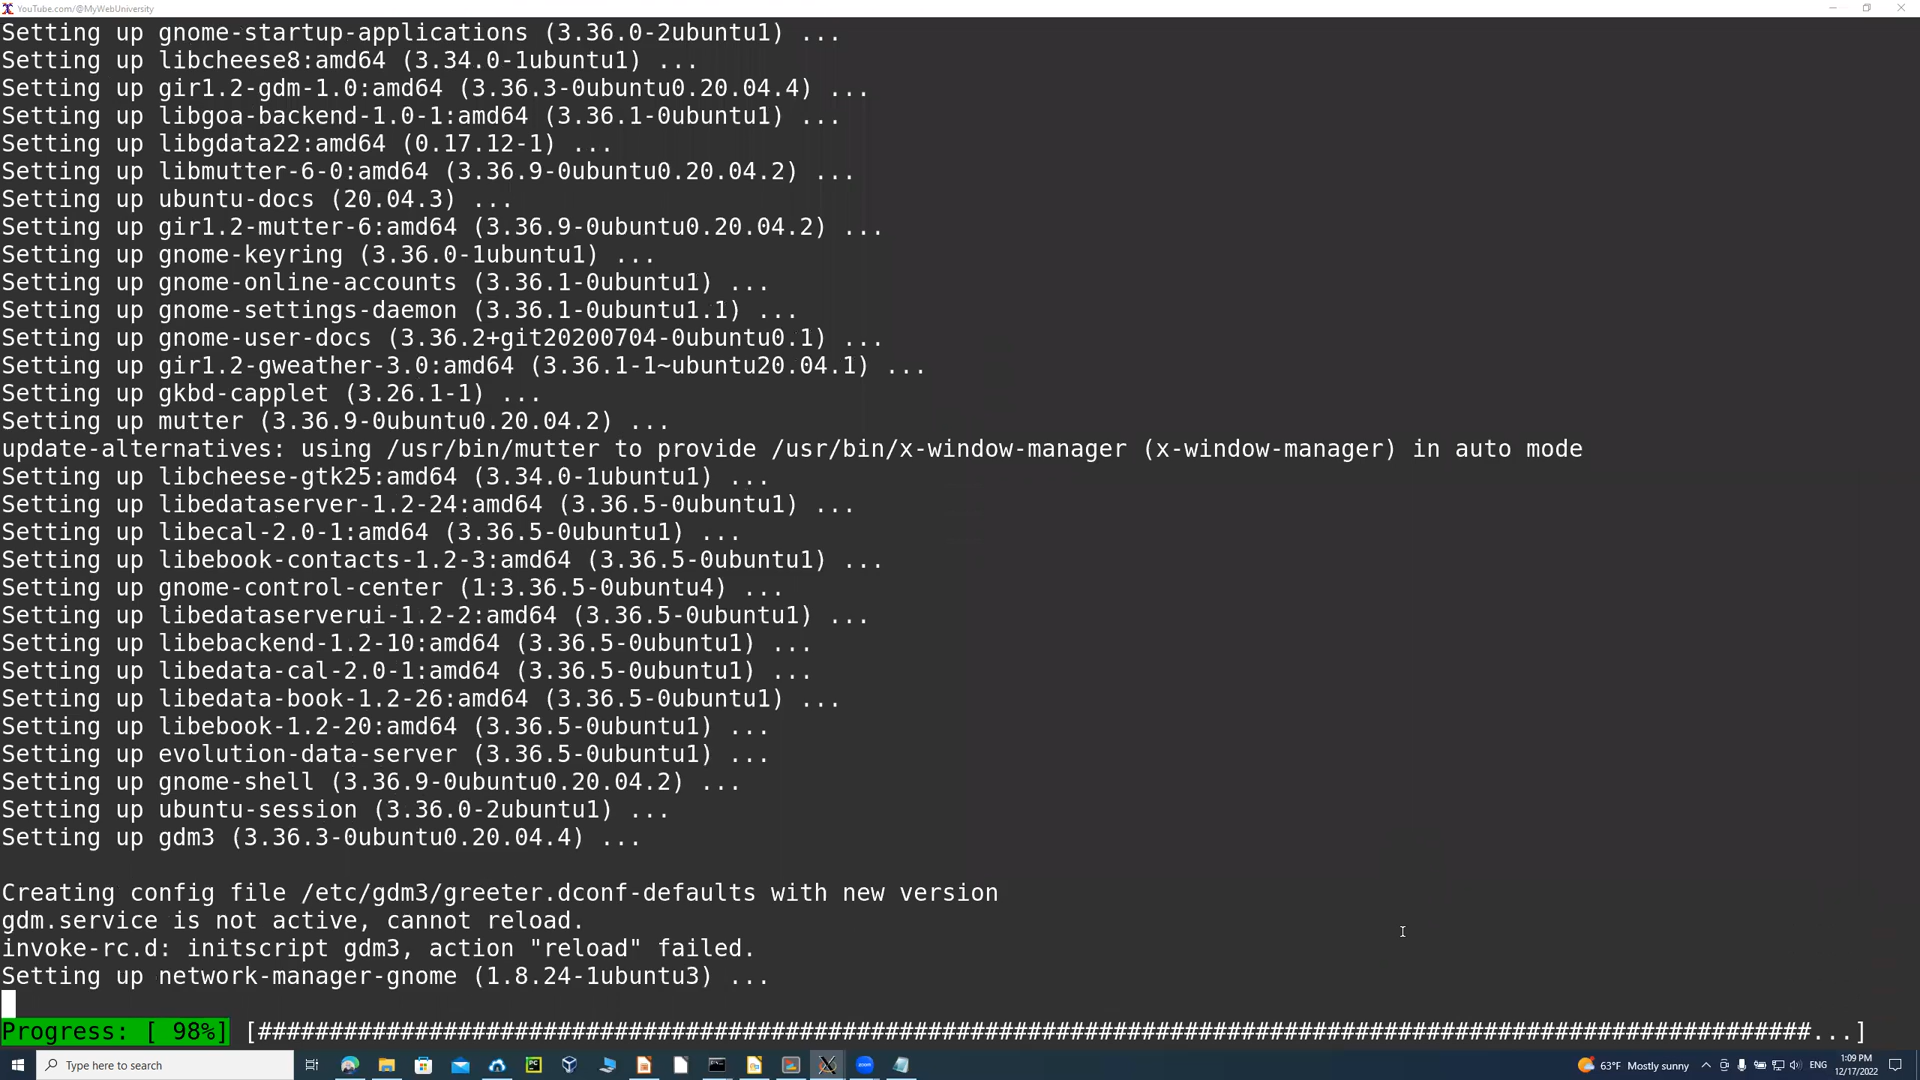 YouTube.com/@MyWebUniversity
Setting up gnome-startup-applications (3.36.0-2ubuntu1) ...
Setting up libcheese8:amd64 (3.34.0-1ubuntu1) ...
Setting up gir1.2-gdm-1.0:amd64 (3.36.3-0ubuntu0.20.04.4) ...
Setting up libgoa-backend-1.0-1:amd64 (3.36.1-0ubuntu1) ...
Setting up libgdata22:amd64 (0.17.12-1) ...
Setting up libmutter-6-0:amd64 (3.36.9-0ubuntu0.20.04.2) ...
Setting up ubuntu-docs (20.04.3) ...
Setting up gir1.2-mutter-6:amd64 (3.36.9-0ubuntu0.20.04.2) ...
Setting up gnome-keyring (3.36.0-1ubuntu1) ...
Setting up gnome-online-accounts (3.36.1-0ubuntu1) ...
Setting up gnome-settings-daemon (3.36.1-0ubuntu1.1) ...
Setting up gnome-user-docs (3.36.2+git20200704-0ubuntu0.1) ...
Setting up gir1.2-gweather-3.0:amd64 (3.36.1-1~ubuntu20.04.1) ...
Setting up gkbd-capplet (3.26.1-1) ...
Setting up mutter (3.36.9-0ubuntu0.20.04.2) ...
update-alternatives: using /usr/bin/mutter to provide /usr/bin/x-window-manager (x-window-manager) in auto mode
Setting up libcheese-gtk25:amd64 (3.34.0-1ubuntu1) ...
Setting up libedataserver-1.2-24:amd64 (3.36.5-0ubuntu1) ...
Setting up libecal-2.0-1:amd64 (3.36.5-0ubuntu1) ...
Setting up libebook-contacts-1.2-3:amd64 (3.36.5-0ubuntu1) ...
Setting up gnome-control-center (1:3.36.5-0ubuntu4) ...
Setting up libedataserverui-1.2-2:amd64 (3.36.5-0ubuntu1) ...
Setting up libebackend-1.2-10:amd64 (3.36.5-0ubuntu1) ...
Setting up libedata-cal-2.0-1:amd64 (3.36.5-0ubuntu1) ...
Setting up libedata-book-1.2-26:amd64 (3.36.5-0ubuntu1) ...
Setting up libebook-1.2-20:amd64 (3.36.5-0ubuntu1) ...
Setting up evolution-data-server (3.36.5-0ubuntu1) ...
Setting up gnome-shell (3.36.9-0ubuntu0.20.04.2) ...
Setting up ubuntu-session (3.36.0-2ubuntu1) ...
Setting up gdm3 (3.36.3-0ubuntu0.20.04.4) ...
Creating config file /etc/gdm3/greeter.dconf-defaults with new version
gdm.service is not active, cannot reload.
invoke-rc.d: initscript gdm3, action "reload" failed.
Setting up network-manager-gnome (1.8.24-1ubuntu3) ...
Progress: [ 98%] [#############################################################################################################...]
Type here to search
63°F Mostly sunny
ENG
1:09 PM
12/17/2022